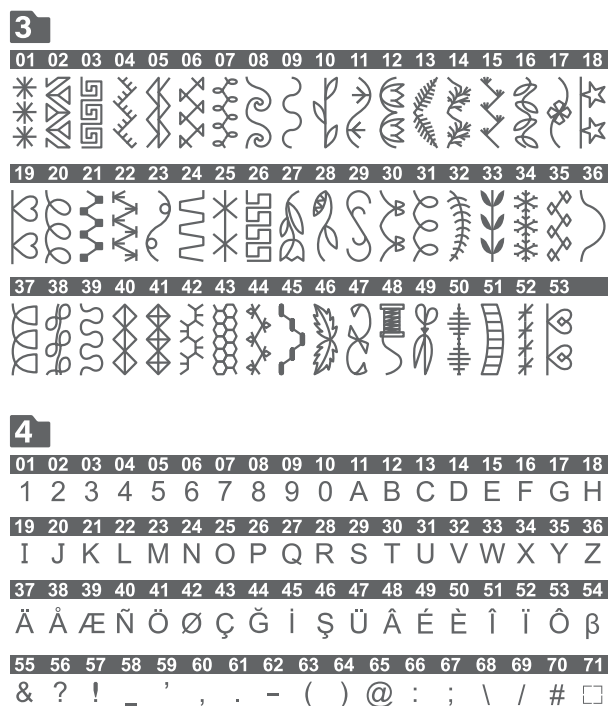 3
01 02 03 04 05 06 07 08 09 10 11 12 13 14 15 16 17 18
19 20 21 22 23 24 25 26 27 28 29 30 31 32 33 34 35 36
37 38 39 40 41 42 43 44 45 46 47 48 49 50 51 52 53
4
01 02 03 04 05 06 07 08 09 10 11 12 13 14 15 16 17 18
1 2 3 4 5 6 7 8 9 0 A B C D E F G H
19 20 21 22 23 24 25 26 27 28 29 30 31 32 33 34 35 36
I J K L M N O P Q R S T U V W X Y Z
37 38 39 40 41 42 43 44 45 46 47 48 49 50 51 52 53 54
Ä Å Æ Ñ Ö Ø Ç Ğ İ Ş Ü Â É È Î Ï Ô β
55 56 57 58 59 60 61 62 63 64 65 66 67 68 69 70 71
& ? ! _ ' , . – ( ) @ : ; \ / #